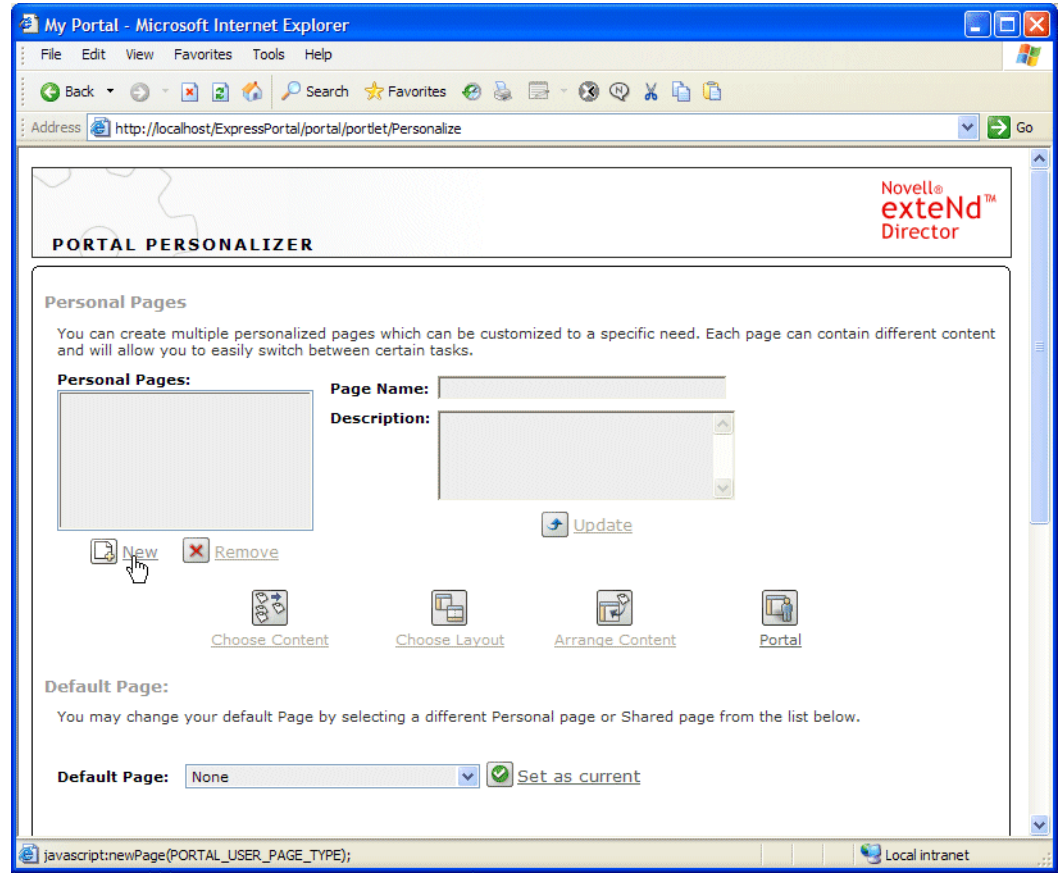 My Portal - Microsoft Internet Explorer
File Edit View Favorites Tools Help
Back Search Favorites
Address http://localhost/ExpressPortal/portal/portlet/Personalize Go
Novell®
exteNd™
Director
PORTAL PERSONALIZER
Personal Pages
You can create multiple personalized pages which can be customized to a specific need. Each page can contain different content
and will allow you to easily switch between certain tasks.
Personal Pages:
Page Name:
Description:
Update
New Remove
Choose Content Choose Layout Arrange Content Portal
Default Page:
You may change your default Page by selecting a different Personal page or Shared page from the list below.
Default Page: None Set as current
javascript:newPage(PORTAL_USER_PAGE_TYPE); Local intranet